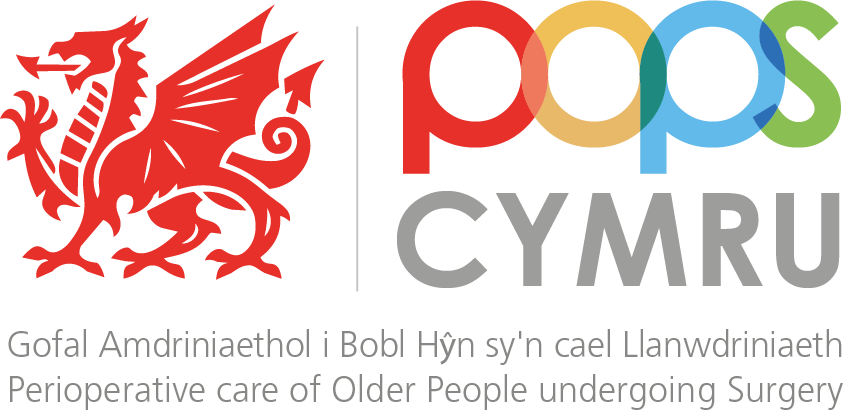 pops
CYMRU
Gofal Amdriniaethol i Bobl Hŷn sy'n cael Llanwdriniaeth
Perioperative care of Older People undergoing Surgery